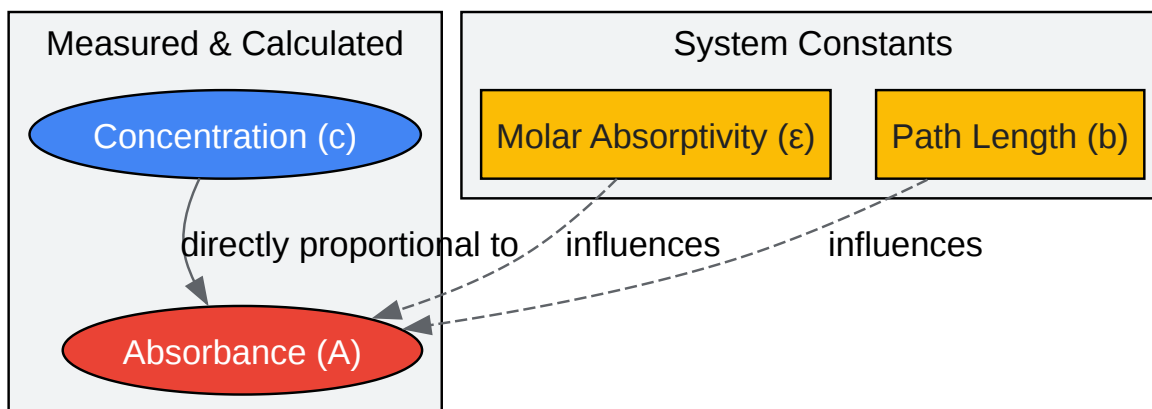 Measured & Calculated
System Constants
Concentration (c)
Molar Absorptivity (ε)
Path Length (b)
directly proportional to
influences
influences
Absorbance (A)